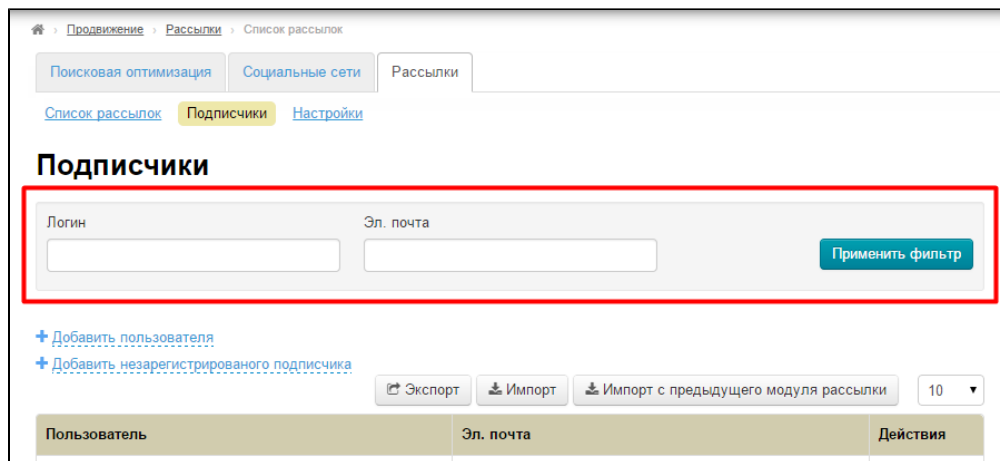 Продвижение › Рассылки › Список рассылок
Поисковая оптимизация Социальные сети Рассылки
Список рассылок Подписчики Настройки
Подписчики
Логин Эл. почта
Применить фильтр
Добавить пользователя
Добавить незарегистрированого подписчика
Экспорт Импорт Импорт с предыдущего модуля рассылки 10
Пользователь Эл. почта Действия